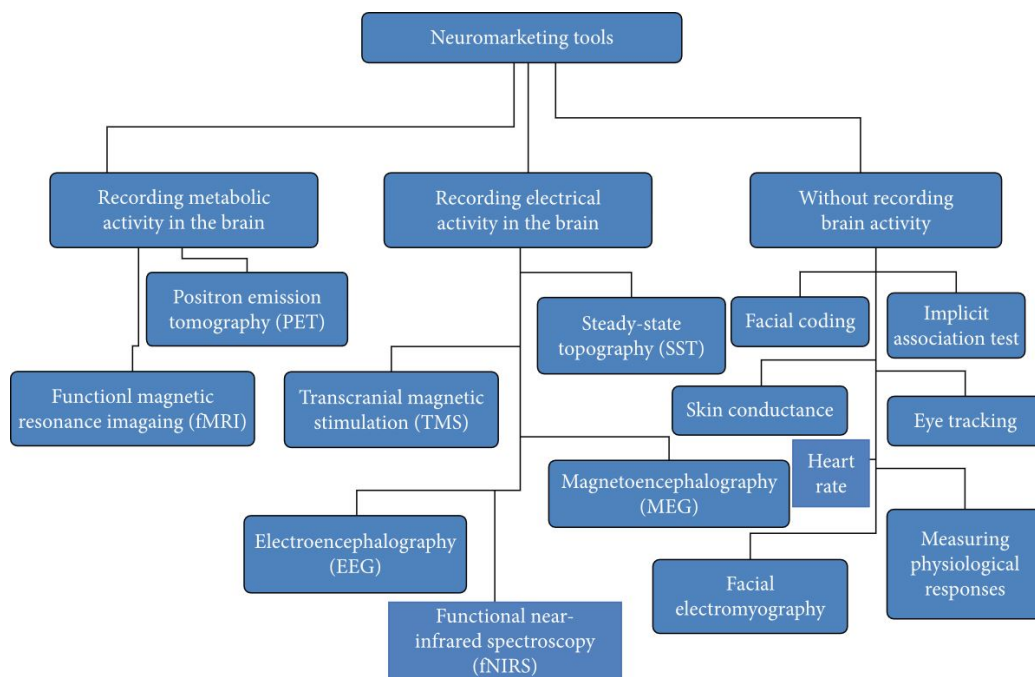 Neuromarketing tools
Recording metabolic
activity in the brain
Recording electrical
activity in the brain
Without recording
brain activity
Positron emission
tomography (PET)
Steady-state
topography (SST)
Facial coding
Implicit
association test
Functionl magnetic
resonance imagaing (fMRI)
Transcranial magnetic
stimulation (TMS)
Skin conductance
Eye tracking
Heart
rate
Magnetoencephalography
(MEG)
Electroencephalography
(EEG)
Measuring
physiological
responses
Facial
electromyography
Functional near-
infrared spectroscopy
(fNIRS)